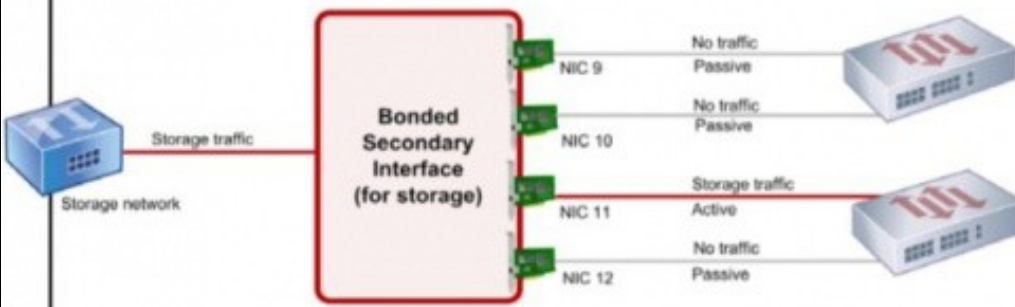 Storage traffic
Storage network
Bonded
Secondary
Interface
(for storage)
NIC 9
No traffic
Passive
NIC 10
No traffic
Passive
NIC 11
Storage traffic
Active
NIC 12
No traffic
Passive